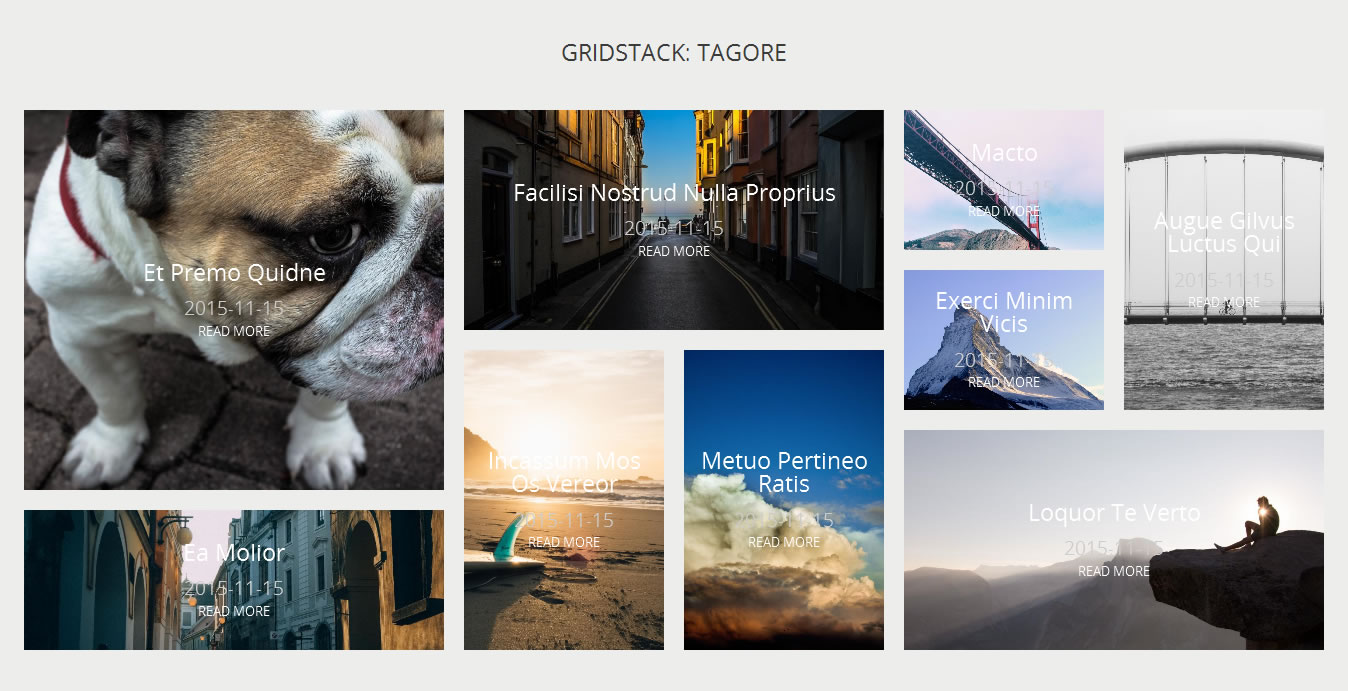 GRIDSTACK: TAGORE
Et Premo Quidne
2015-11-15
READ MORE
Ea Molior
2015-11-15
READ MORE
Facilisi Nostrud Nulla Proprius
2015-11-15
READ MORE
Incassum Mos
Os Vereor
2015-11-15
READ MORE
Metuo Pertineo
Ratis
2015-11-15
READ MORE
Macto
2015-11-15
READ MORE
Exerci Minim
Vicis
2015-11-15
READ MORE
Augue Gilvus
Luctus Qui
2015-11-15
READ MORE
Loquor Te Verto
2015-11-15
READ MORE